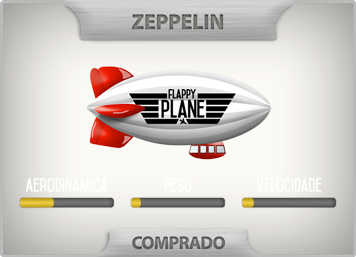 ZEPPELIN
FLAPPY
PLANE
AERODINÂMICA PESO VELOCIDADE
COMPRADO